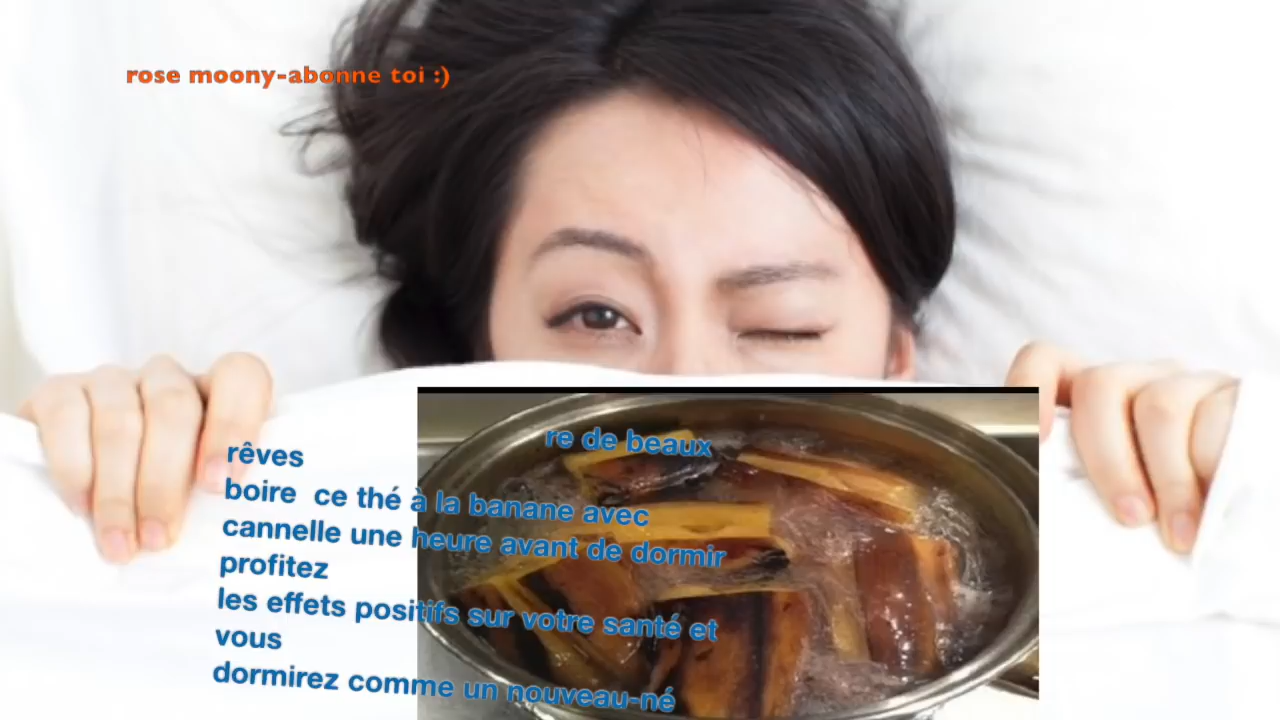 rose moony-abonne toi :)
re de beaux
rêves
boire ce thé à la banane avec
cannelle une heure avant de dormir
profitez
les effets positifs sur votre santé et
vous
dormirez comme un nouveau-né